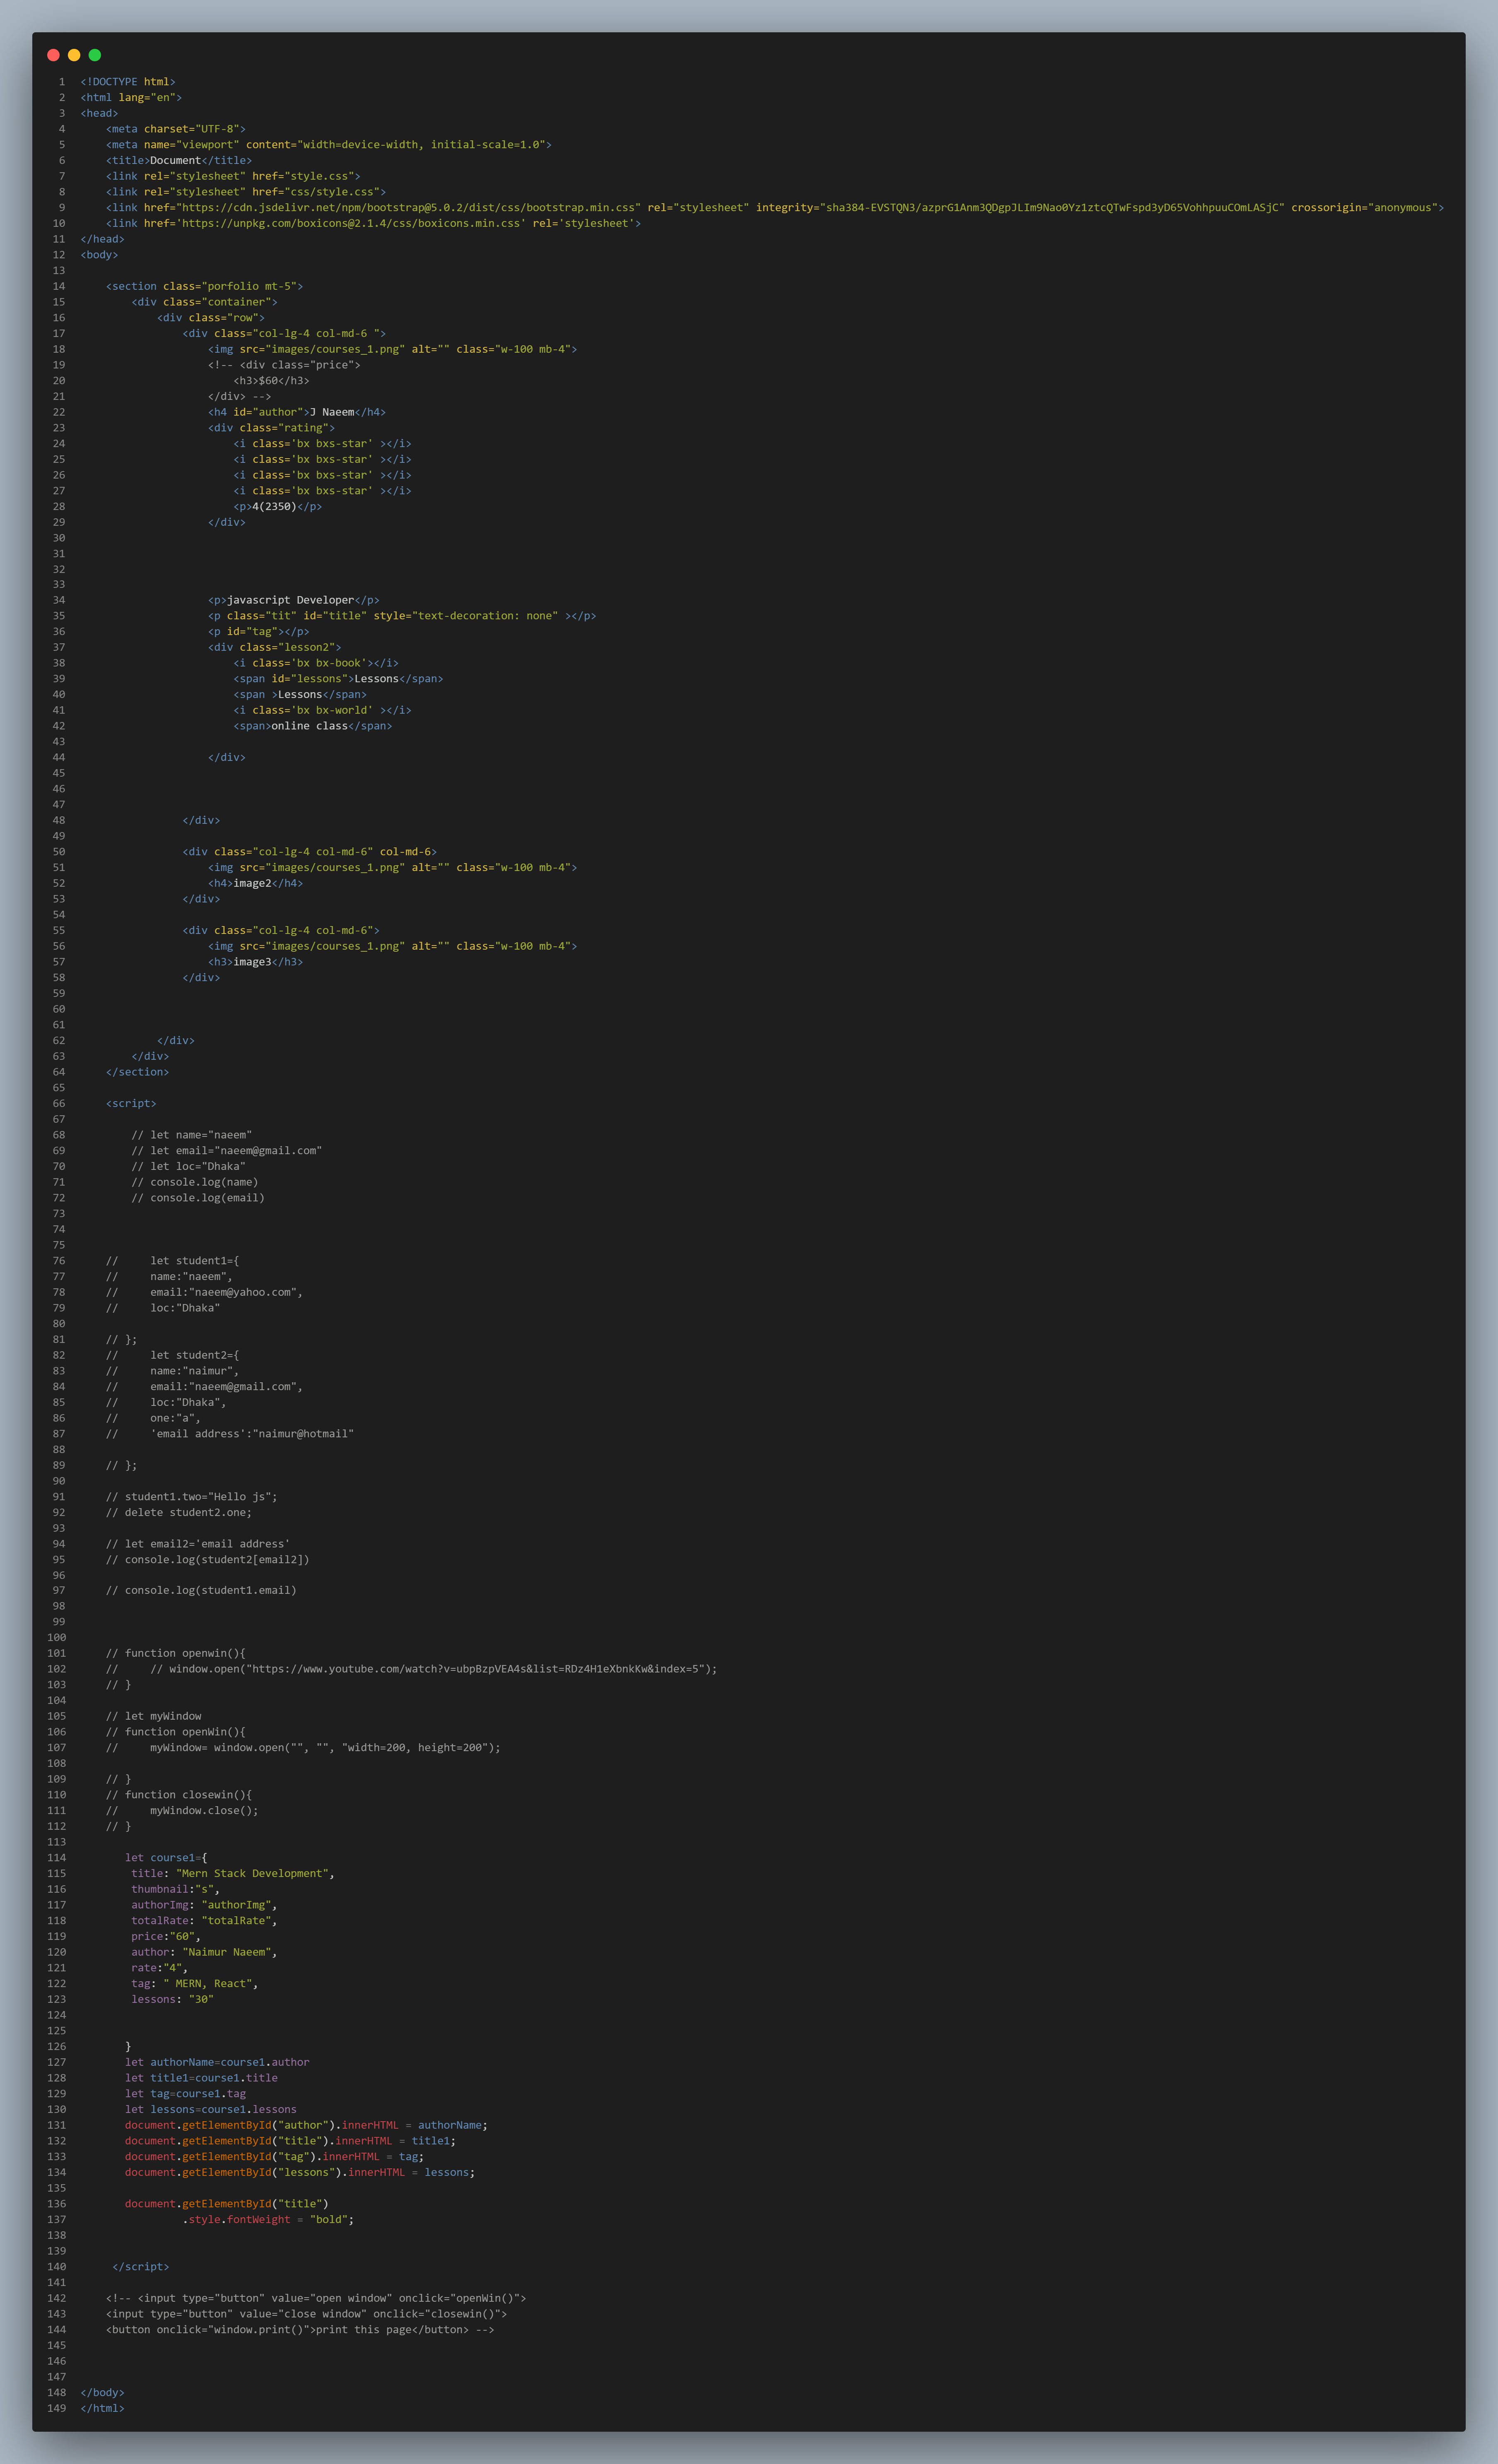 1 <!DOCTYPE html>
2 <html lang="en">
3 <head>
4     <meta charset="UTF-8">
5     <meta name="viewport" content="width=device-width, initial-scale=1.0">
6     <title>Document</title>
7     <link rel="stylesheet" href="style.css">
8     <link rel="stylesheet" href="css/style.css">
9     <link href="https://cdn.jsdelivr.net/npm/bootstrap@5.0.2/dist/css/bootstrap.min.css" rel="stylesheet" integrity="sha384-EVSTQN3/azprG1Anm3QDgpJLIm9Nao0Yz1ztcQTwFspd3yD65VohhpuuCOmLASjC" crossorigin="anonymous">
10     <link href='https://unpkg.com/boxicons@2.1.4/css/boxicons.min.css' rel='stylesheet'>
11 </head>
12 <body>
13
14     <section class="porfolio mt-5">
15         <div class="container">
16             <div class="row">
17                 <div class="col-lg-4 col-md-6 ">
18                     <img src="images/courses_1.png" alt="" class="w-100 mb-4">
19                     <!-- <div class="price">
20                         <h3>$60</h3>
21                     </div> -->
22                     <h4 id="author">J Naeem</h4>
23                     <div class="rating">
24                         <i class='bx bxs-star' ></i>
25                         <i class='bx bxs-star' ></i>
26                         <i class='bx bxs-star' ></i>
27                         <i class='bx bxs-star' ></i>
28                         <p>4(2350)</p>
29                     </div>
30
31
32
33
34                     <p>javascript Developer</p>
35                     <p class="tit" id="title" style="text-decoration: none" ></p>
36                     <p id="tag"></p>
37                     <div class="lesson2">
38                         <i class='bx bx-book'></i>
39                         <span id="lessons">Lessons</span>
40                         <span >Lessons</span>
41                         <i class='bx bx-world' ></i>
42                         <span>online class</span>
43
44                     </div>
45
46
47
48                 </div>
49
50                 <div class="col-lg-4 col-md-6" col-md-6>
51                     <img src="images/courses_1.png" alt="" class="w-100 mb-4">
52                     <h4>image2</h4>
53                 </div>
54
55                 <div class="col-lg-4 col-md-6">
56                     <img src="images/courses_1.png" alt="" class="w-100 mb-4">
57                     <h3>image3</h3>
58                 </div>
59
60
61
62             </div>
63         </div>
64     </section>
65
66     <script>
67
68         // let name="naeem"
69         // let email="naeem@gmail.com"
70         // let loc="Dhaka"
71         // console.log(name)
72         // console.log(email)
73
74
75
76     //     let student1={
77     //     name:"naeem",
78     //     email:"naeem@yahoo.com",
79     //     loc:"Dhaka"
80
81     // };
82     //     let student2={
83     //     name:"naimur",
84     //     email:"naeem@gmail.com",
85     //     loc:"Dhaka",
86     //     one:"a",
87     //     'email address':"naimur@hotmail"
88
89     // };
90
91     // student1.two="Hello js";
92     // delete student2.one;
93
94     // let email2='email address'
95     // console.log(student2[email2])
96
97     // console.log(student1.email)
98
99
100
101     // function openwin(){
102     //     // window.open("https://www.youtube.com/watch?v=ubpBzpVEA4s&list=RDz4H1eXbnkKw&index=5");
103     // }
104
105     // let myWindow
106     // function openWin(){
107     //     myWindow= window.open("", "", "width=200, height=200");
108
109     // }
110     // function closewin(){
111     //     myWindow.close();
112     // }
113
114        let course1={
115         title: "Mern Stack Development",
116         thumbnail:"s",
117         authorImg: "authorImg",
118         totalRate: "totalRate",
119         price:"60",
120         author: "Naimur Naeem",
121         rate:"4",
122         tag: " MERN, React",
123         lessons: "30"
124
125
126        }
127        let authorName=course1.author
128        let title1=course1.title
129        let tag=course1.tag
130        let lessons=course1.lessons
131        document.getElementById("author").innerHTML = authorName;
132        document.getElementById("title").innerHTML = title1;
133        document.getElementById("tag").innerHTML = tag;
134        document.getElementById("lessons").innerHTML = lessons;
135
136        document.getElementById("title")
137                 .style.fontWeight = "bold";
138
139
140      </script>
141
142     <!-- <input type="button" value="open window" onclick="openWin()">
143     <input type="button" value="close window" onclick="closewin()">
144     <button onclick="window.print()">print this page</button> -->
145
146
147
148 </body>
149 </html>